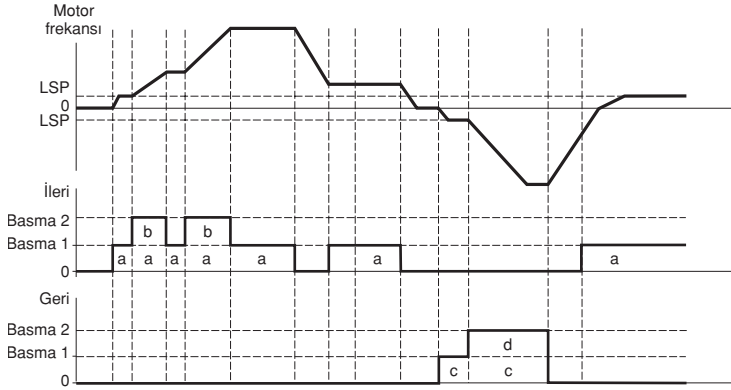 Motor
frekansı
LSP
0
LSP
İleri
Basma 2
b b
Basma 1
a a a a a a a
0
Geri
Basma 2
d
Basma 1
c c
0